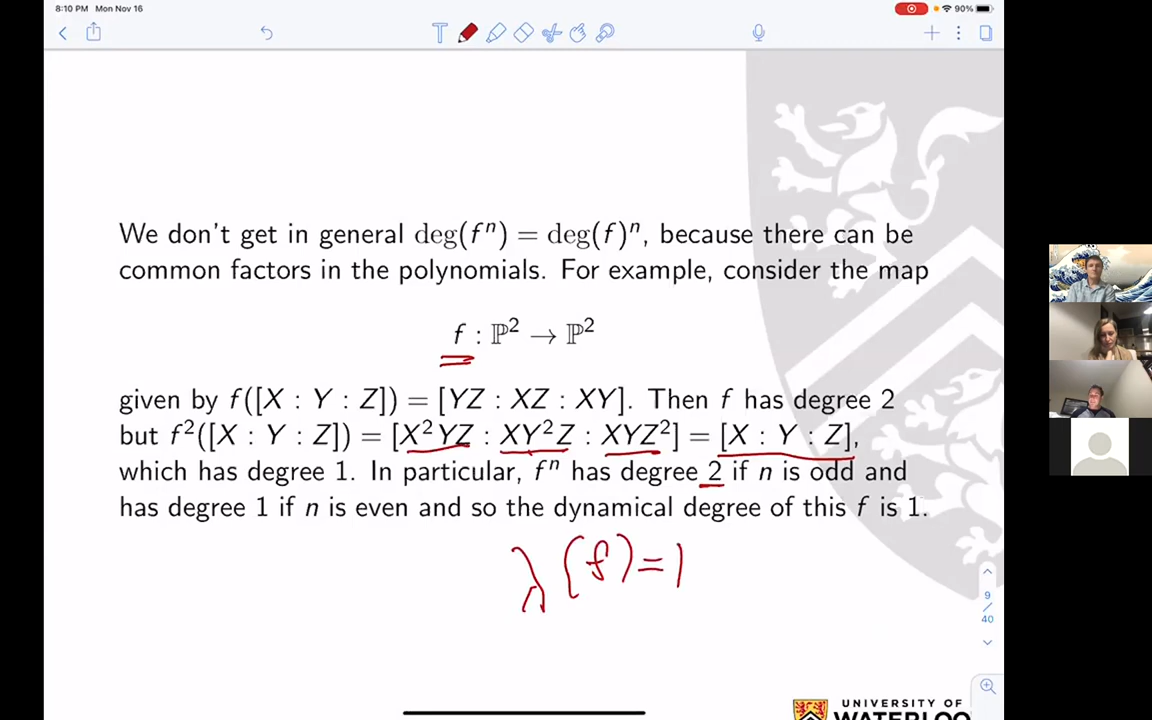 8:10 PM Mon Nov 16
90%
We don't get in general deg(fⁿ) = deg(f)ⁿ, because there can be
common factors in the polynomials. For example, consider the map
f : ℙ² → ℙ²
given by f([X : Y : Z]) = [YZ : XZ : XY]. Then f has degree 2
but f²([X : Y : Z]) = [X²YZ : XY²Z : XYZ²] = [X : Y : Z],
which has degree 1. In particular, fⁿ has degree 2 if n is odd and
has degree 1 if n is even and so the dynamical degree of this f is 1.
λ(f)=1
9
/
40
UNIVERSITY OF
WATERLOO